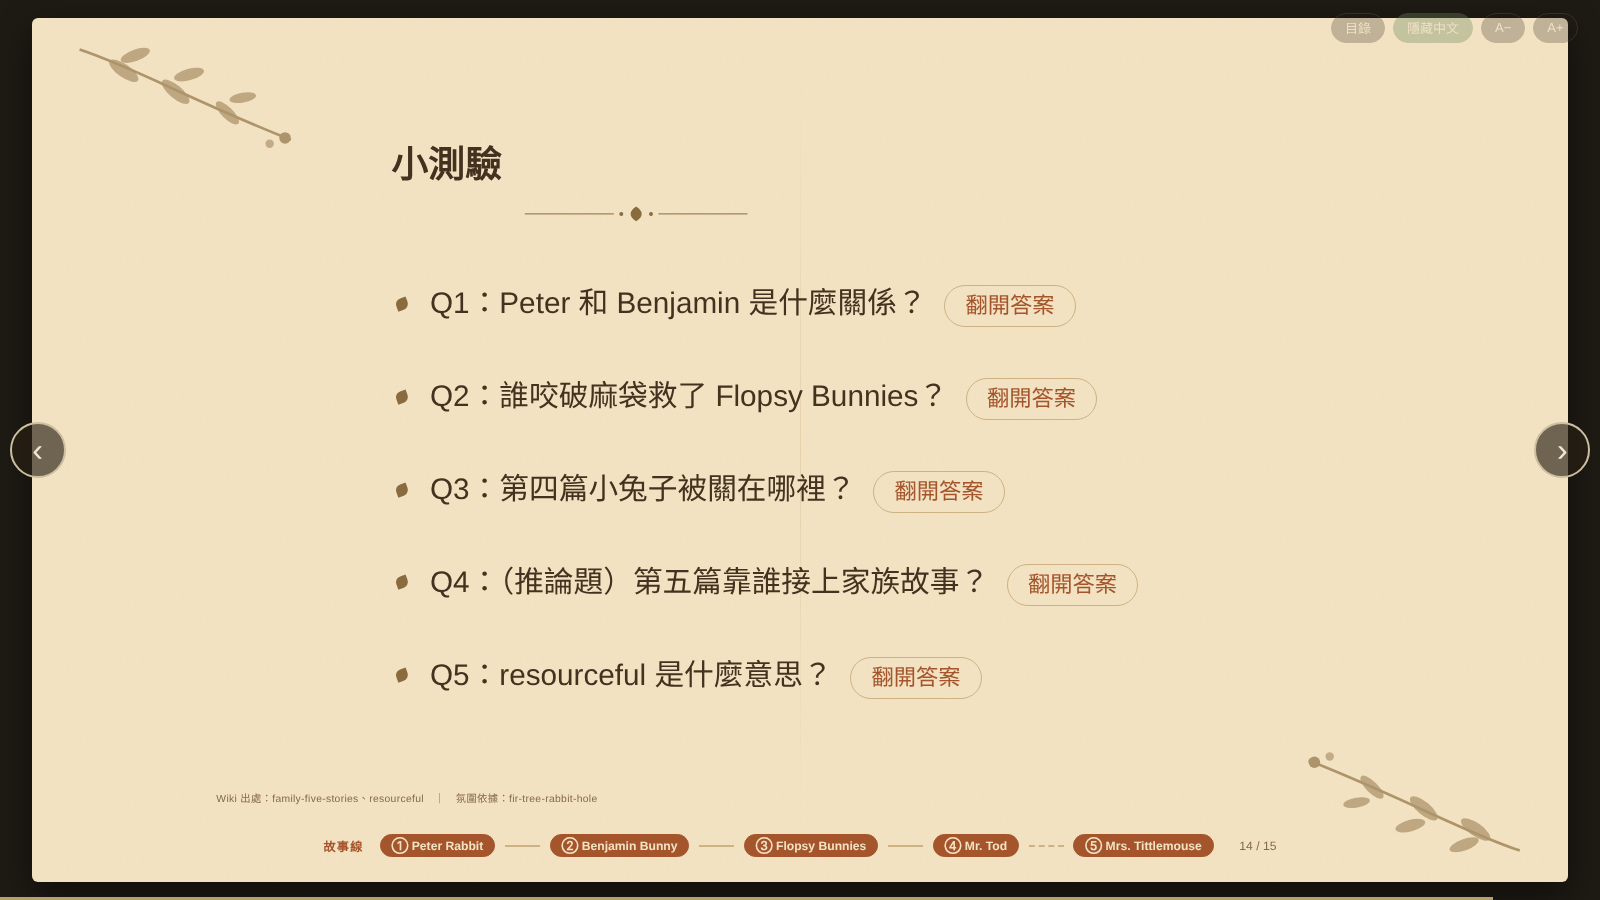 目錄 隱藏中文 A− A+
小測驗
Q1：Peter 和 Benjamin 是什麼關係？ 翻開答案
Q2：誰咬破麻袋救了 Flopsy Bunnies？ 翻開答案
Q3：第四篇小兔子被關在哪裡？ 翻開答案
Q4：（推論題）第五篇靠誰接上家族故事？ 翻開答案
Q5：resourceful 是什麼意思？ 翻開答案
Wiki 出處：family-five-stories、resourceful ｜ 氛圍依據：fir-tree-rabbit-hole
故事線 ① Peter Rabbit ② Benjamin Bunny ③ Flopsy Bunnies ④ Mr. Tod ⑤ Mrs. Tittlemouse 14 / 15